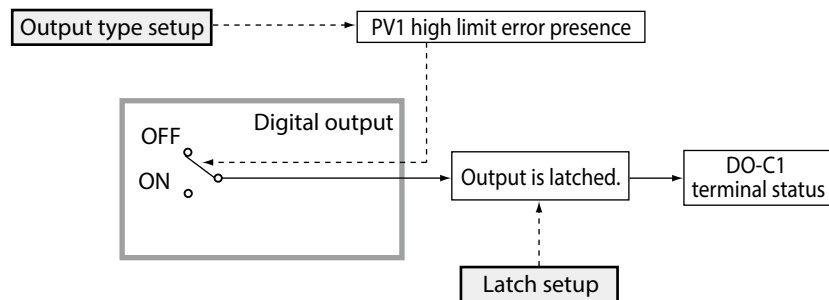 Output type setup
PV1 high limit error presence
Digital output
OFF
ON
Output is latched.
DO-C1
terminal status
Latch setup